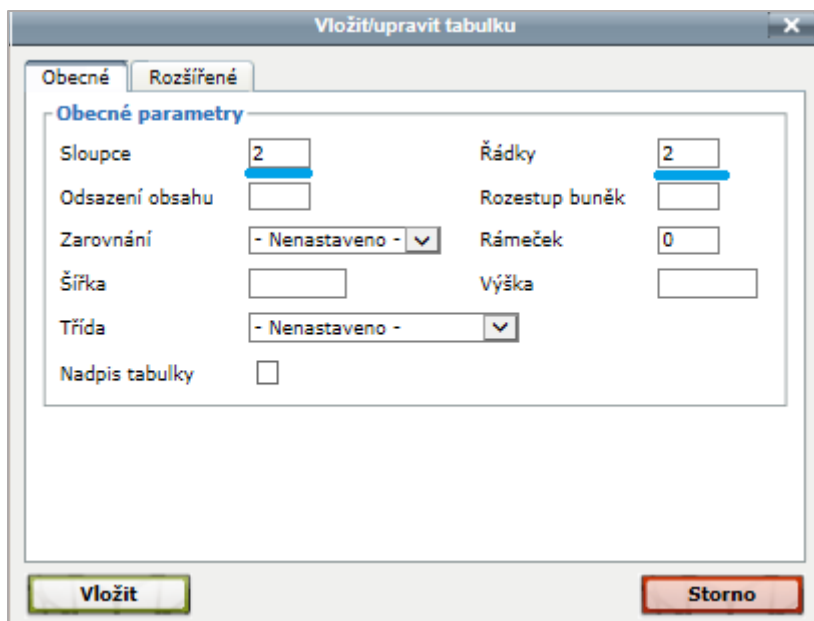 Vložit/upravit tabulku
Obecné Rozšířené
Obecné parametry
Sloupce 2 Řádky 2
Odsazení obsahu Rozestup buněk
Zarovnání - Nenastaveno - Rámeček 0
Šířka Výška
Třída - Nenastaveno -
Nadpis tabulky
Vložit Storno